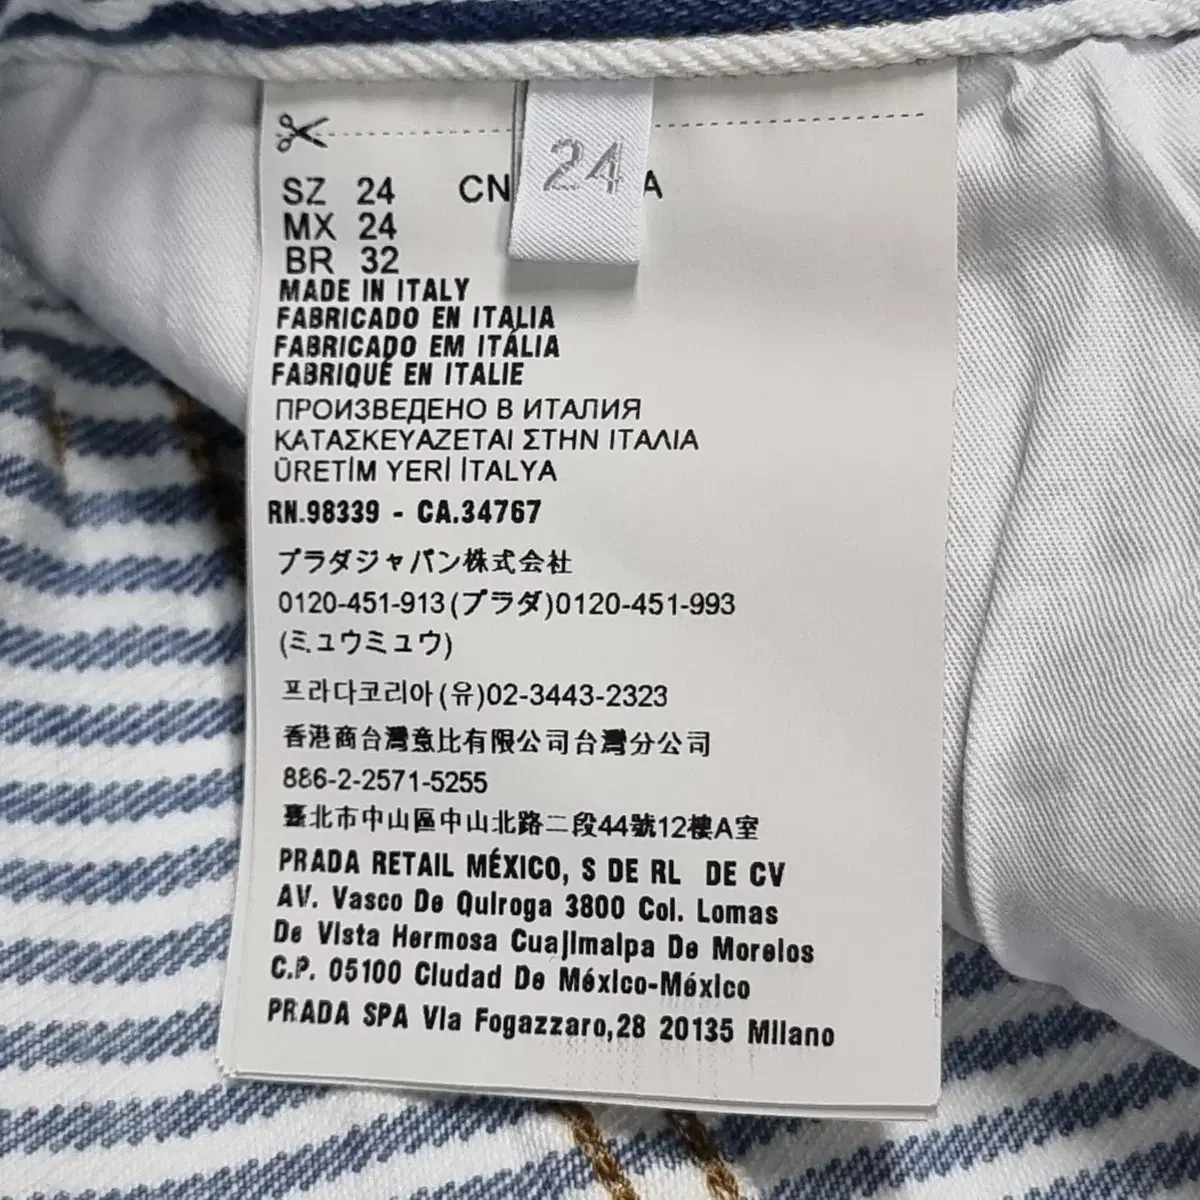 24
SZ 24 CN A
MX 24
BR 32
MADE IN ITALY
FABRICADO EN ITALIA
FABRICADO EM ITÁLIA
FABRIQUÉ EN ITALIE
ПРОИЗВЕДЕНО В ИТАЛИЯ
ΚΑΤΑΣΚΕΥΑΖΕΤΑΙ ΣΤΗΝ ΙΤΑΛΙΑ
ÜRETİM YERİ İTALYA
RN.98339 - CA.34767
プラダジャパン株式会社
0120-451-913(プラダ)0120-451-993
(ミュウミュウ)
프라다코리아(유)02-3443-2323
香港商台灣意比有限公司台灣分公司
886-2-2571-5255
臺北市中山區中山北路二段44號12樓A室
PRADA RETAIL MÉXICO, S DE RL DE CV
AV. Vasco De Quiroga 3800 Col. Lomas
De Vista Hermosa Cuajimalpa De Morelos
C.P. 05100 Ciudad De México-México
PRADA SPA Via Fogazzaro,28 20135 Milano